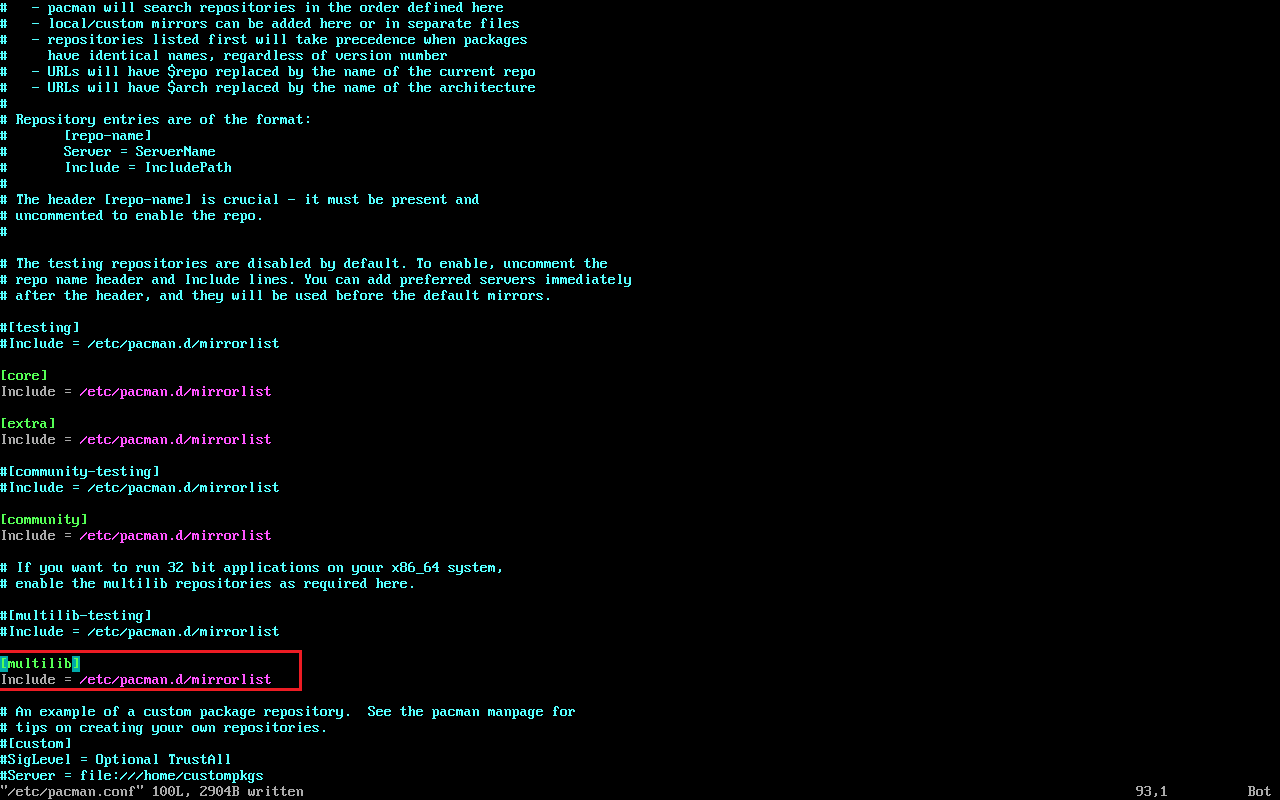 #   - pacman will search repositories in the order defined here
#   - local/custom mirrors can be added here or in separate files
#   - repositories listed first will take precedence when packages
#     have identical names, regardless of version number
#   - URLs will have $repo replaced by the name of the current repo
#   - URLs will have $arch replaced by the name of the architecture
#
# Repository entries are of the format:
#       [repo-name]
#       Server = ServerName
#       Include = IncludePath
#
# The header [repo-name] is crucial - it must be present and
# uncommented to enable the repo.
#
# The testing repositories are disabled by default. To enable, uncomment the
# repo name header and Include lines. You can add preferred servers immediately
# after the header, and they will be used before the default mirrors.
#[testing]
#Include = /etc/pacman.d/mirrorlist
[core]
Include = /etc/pacman.d/mirrorlist
[extra]
Include = /etc/pacman.d/mirrorlist
#[community-testing]
#Include = /etc/pacman.d/mirrorlist
[community]
Include = /etc/pacman.d/mirrorlist
# If you want to run 32 bit applications on your x86_64 system,
# enable the multilib repositories as required here.
#[multilib-testing]
#Include = /etc/pacman.d/mirrorlist
[multilib]
Include = /etc/pacman.d/mirrorlist
# An example of a custom package repository.  See the pacman manpage for
# tips on creating your own repositories.
#[custom]
#SigLevel = Optional TrustAll
#Server = file:///home/custompkgs
"/etc/pacman.conf" 100L, 2904B written 93,1 Bot